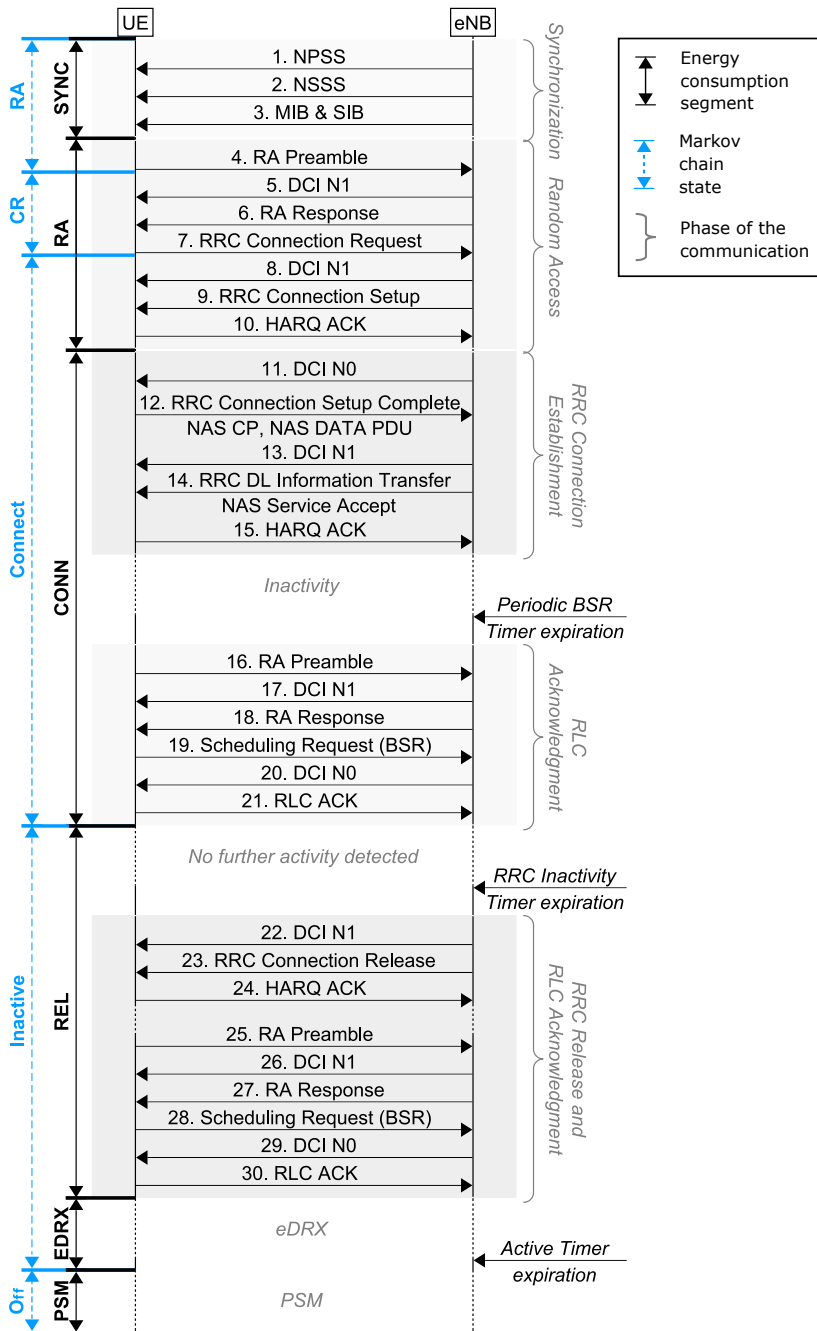 UE
eNB
1. NPSS
2. NSSS
3. MIB & SIB
4. RA Preamble
5. DCI N1
6. RA Response
7. RRC Connection Request
8. DCI N1
9. RRC Connection Setup
10. HARQ ACK
11. DCI N0
12. RRC Connection Setup Complete
NAS CP, NAS DATA PDU
13. DCI N1
14. RRC DL Information Transfer
NAS Service Accept
15. HARQ ACK
Inactivity
Periodic BSR
Timer expiration
16. RA Preamble
17. DCI N1
18. RA Response
19. Scheduling Request (BSR)
20. DCI N0
21. RLC ACK
No further activity detected
RRC Inactivity
Timer expiration
22. DCI N1
23. RRC Connection Release
24. HARQ ACK
25. RA Preamble
26. DCI N1
27. RA Response
28. Scheduling Request (BSR)
29. DCI N0
30. RLC ACK
eDRX
Active Timer
expiration
PSM
RA
CR
Connect
Inactive
Off
SYNC
RA
CONN
REL
EDRX
PSM
Synchronization
Random Access
RRC Connection
Establishment
RLC
Acknowledgment
RRC Release and
RLC Acknowledgment
Energy
consumption
segment
Markov
chain
state
Phase of the
communication